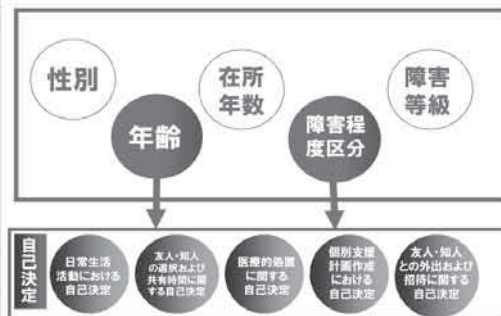 性別
在所
年数
障害
等級
年齢
障害程
度区分
自己決定
日常生活
活動における
自己決定
友人・知人
の選択および
共有時間に関
する自己決定
医療的処置
に関する
自己決定
個別支援
計画作成
における
自己決定
友人・知人
との外出および
招待に関する
自己決定